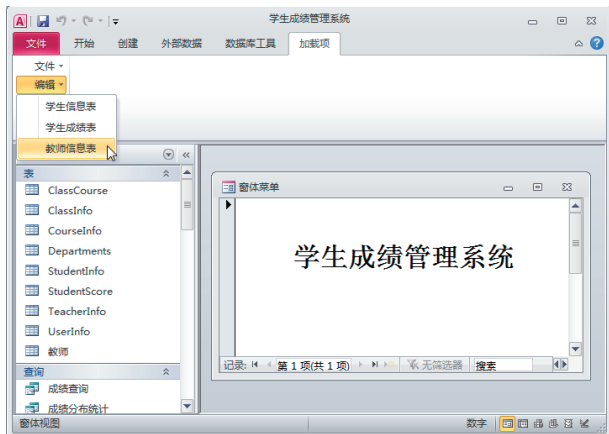 学生成绩管理系统
文件 开始 创建 外部数据 数据库工具 加载项
文件
编辑
学生信息表
学生成绩表
教师信息表
表
ClassCourse
ClassInfo
CourseInfo
Departments
StudentInfo
StudentScore
TeacherInfo
UserInfo
教师
查询
成绩查询
成绩分布统计
窗体菜单
学生成绩管理系统
记录: 第 1 项(共 1 项) 无筛选器 搜索
窗体视图 数字